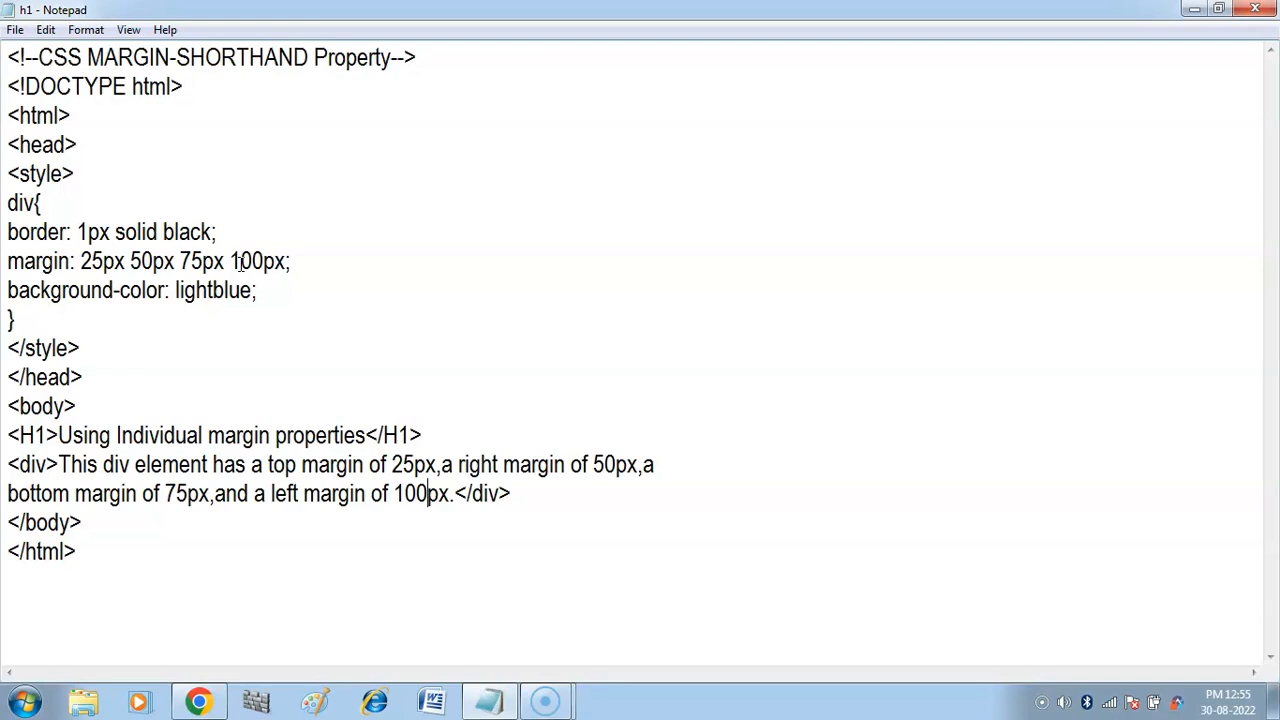 h1 - Notepad
File Edit Format View Help
<!--CSS MARGIN-SHORTHAND Property-->
<!DOCTYPE html>
<html>
<head>
<style>
div{
border: 1px solid black;
margin: 25px 50px 75px 100px;
background-color: lightblue;
}
</style>
</head>
<body>
<H1>Using Individual margin properties</H1>
<div>This div element has a top margin of 25px,a right margin of 50px,a
bottom margin of 75px,and a left margin of 100px.</div>
</body>
</html>
PM 12:55
30-08-2022